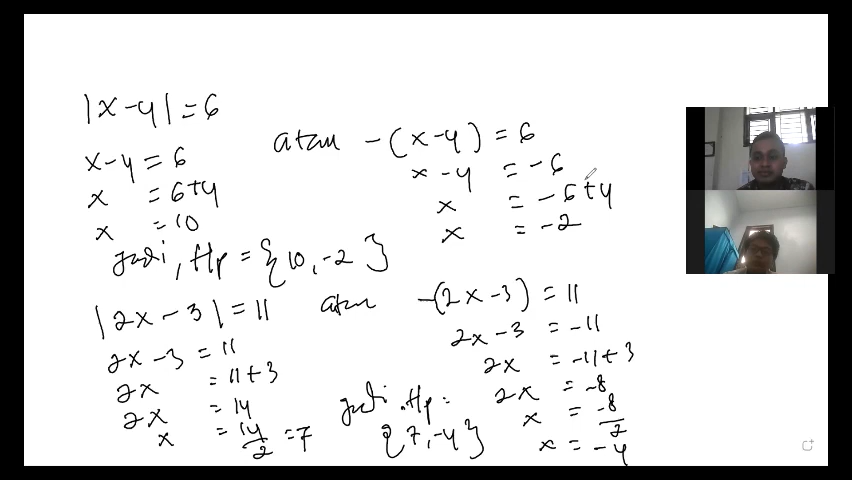 |x-4| = 6
x-4 = 6
x = 6+4
x = 10
atau -(x-4) = 6
x-4 = -6
x = -6+4
x = -2
jadi, Hp = {10, -2}
|2x-3| = 11
2x-3 = 11
2x = 11+3
2x = 14
x = 14/2 = 7
atau -(2x-3) = 11
2x-3 = -11
2x = -11+3
2x = -8
x = -8/2
x = -4
jadi. Hp =
{7, -4}